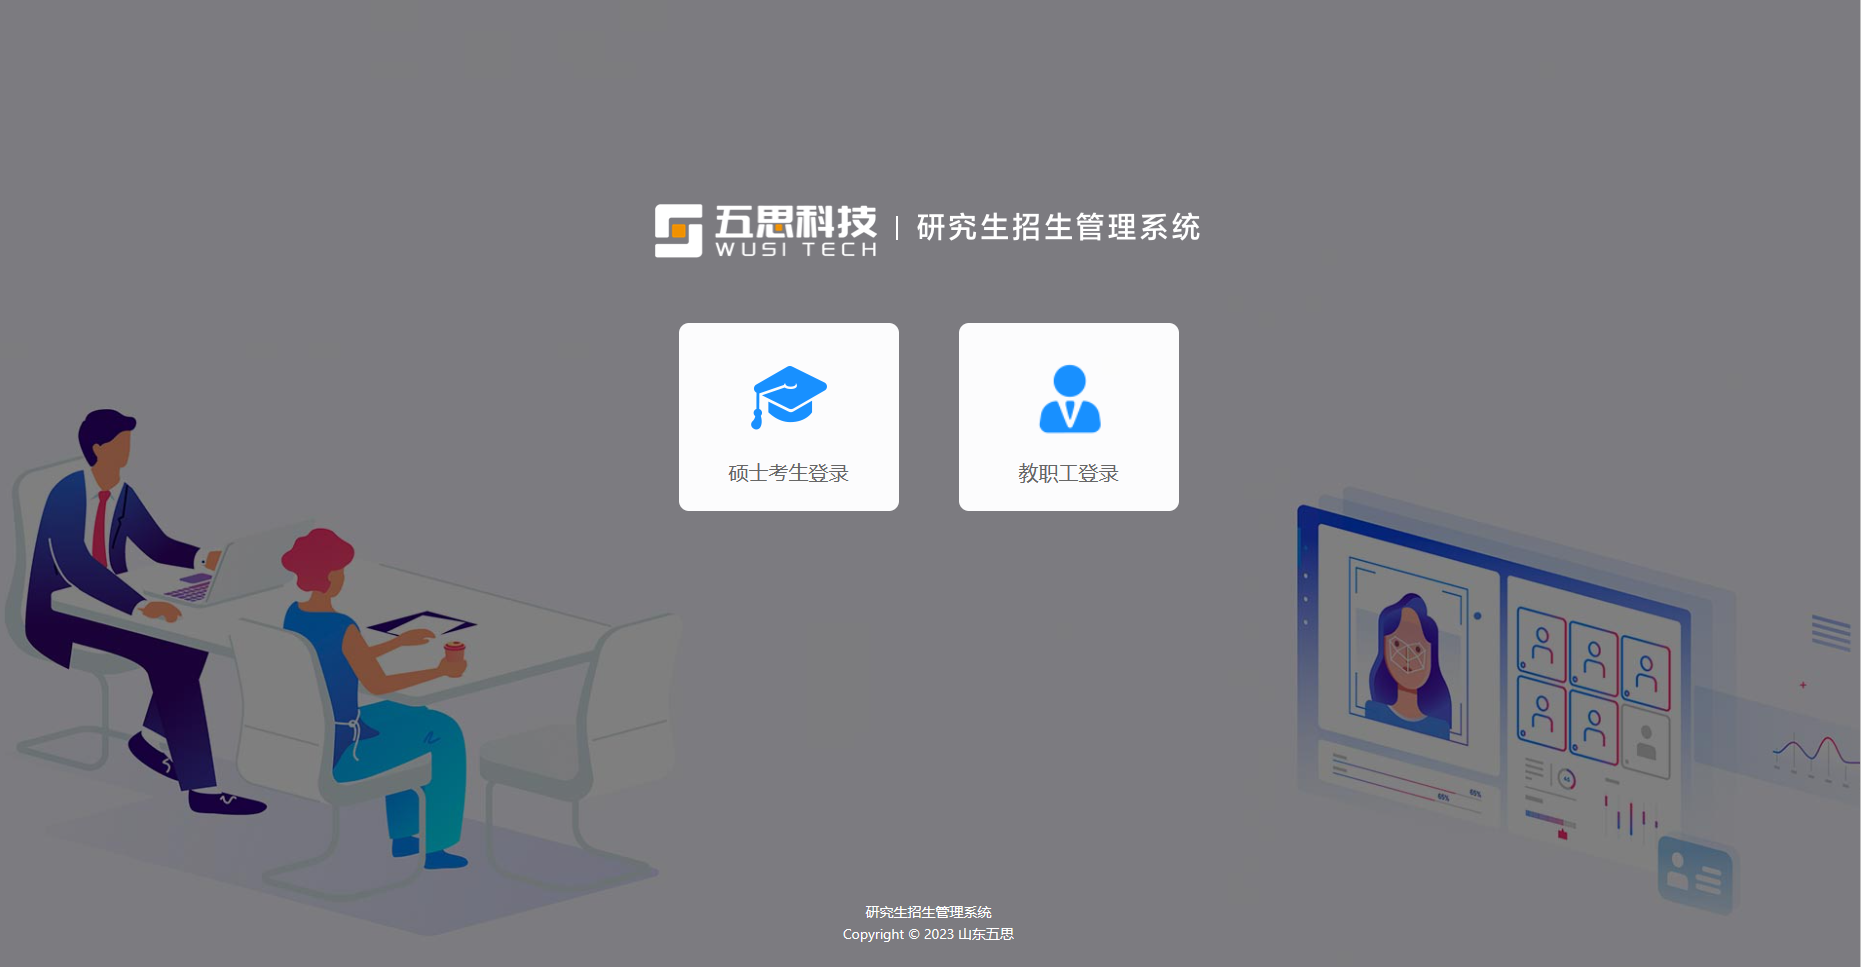 五思科技 | 研究生招生管理系统
WUSI TECH
硕士考生登录
教职工登录
65%
65%
研究生招生管理系统
Copyright © 2023 山东五思